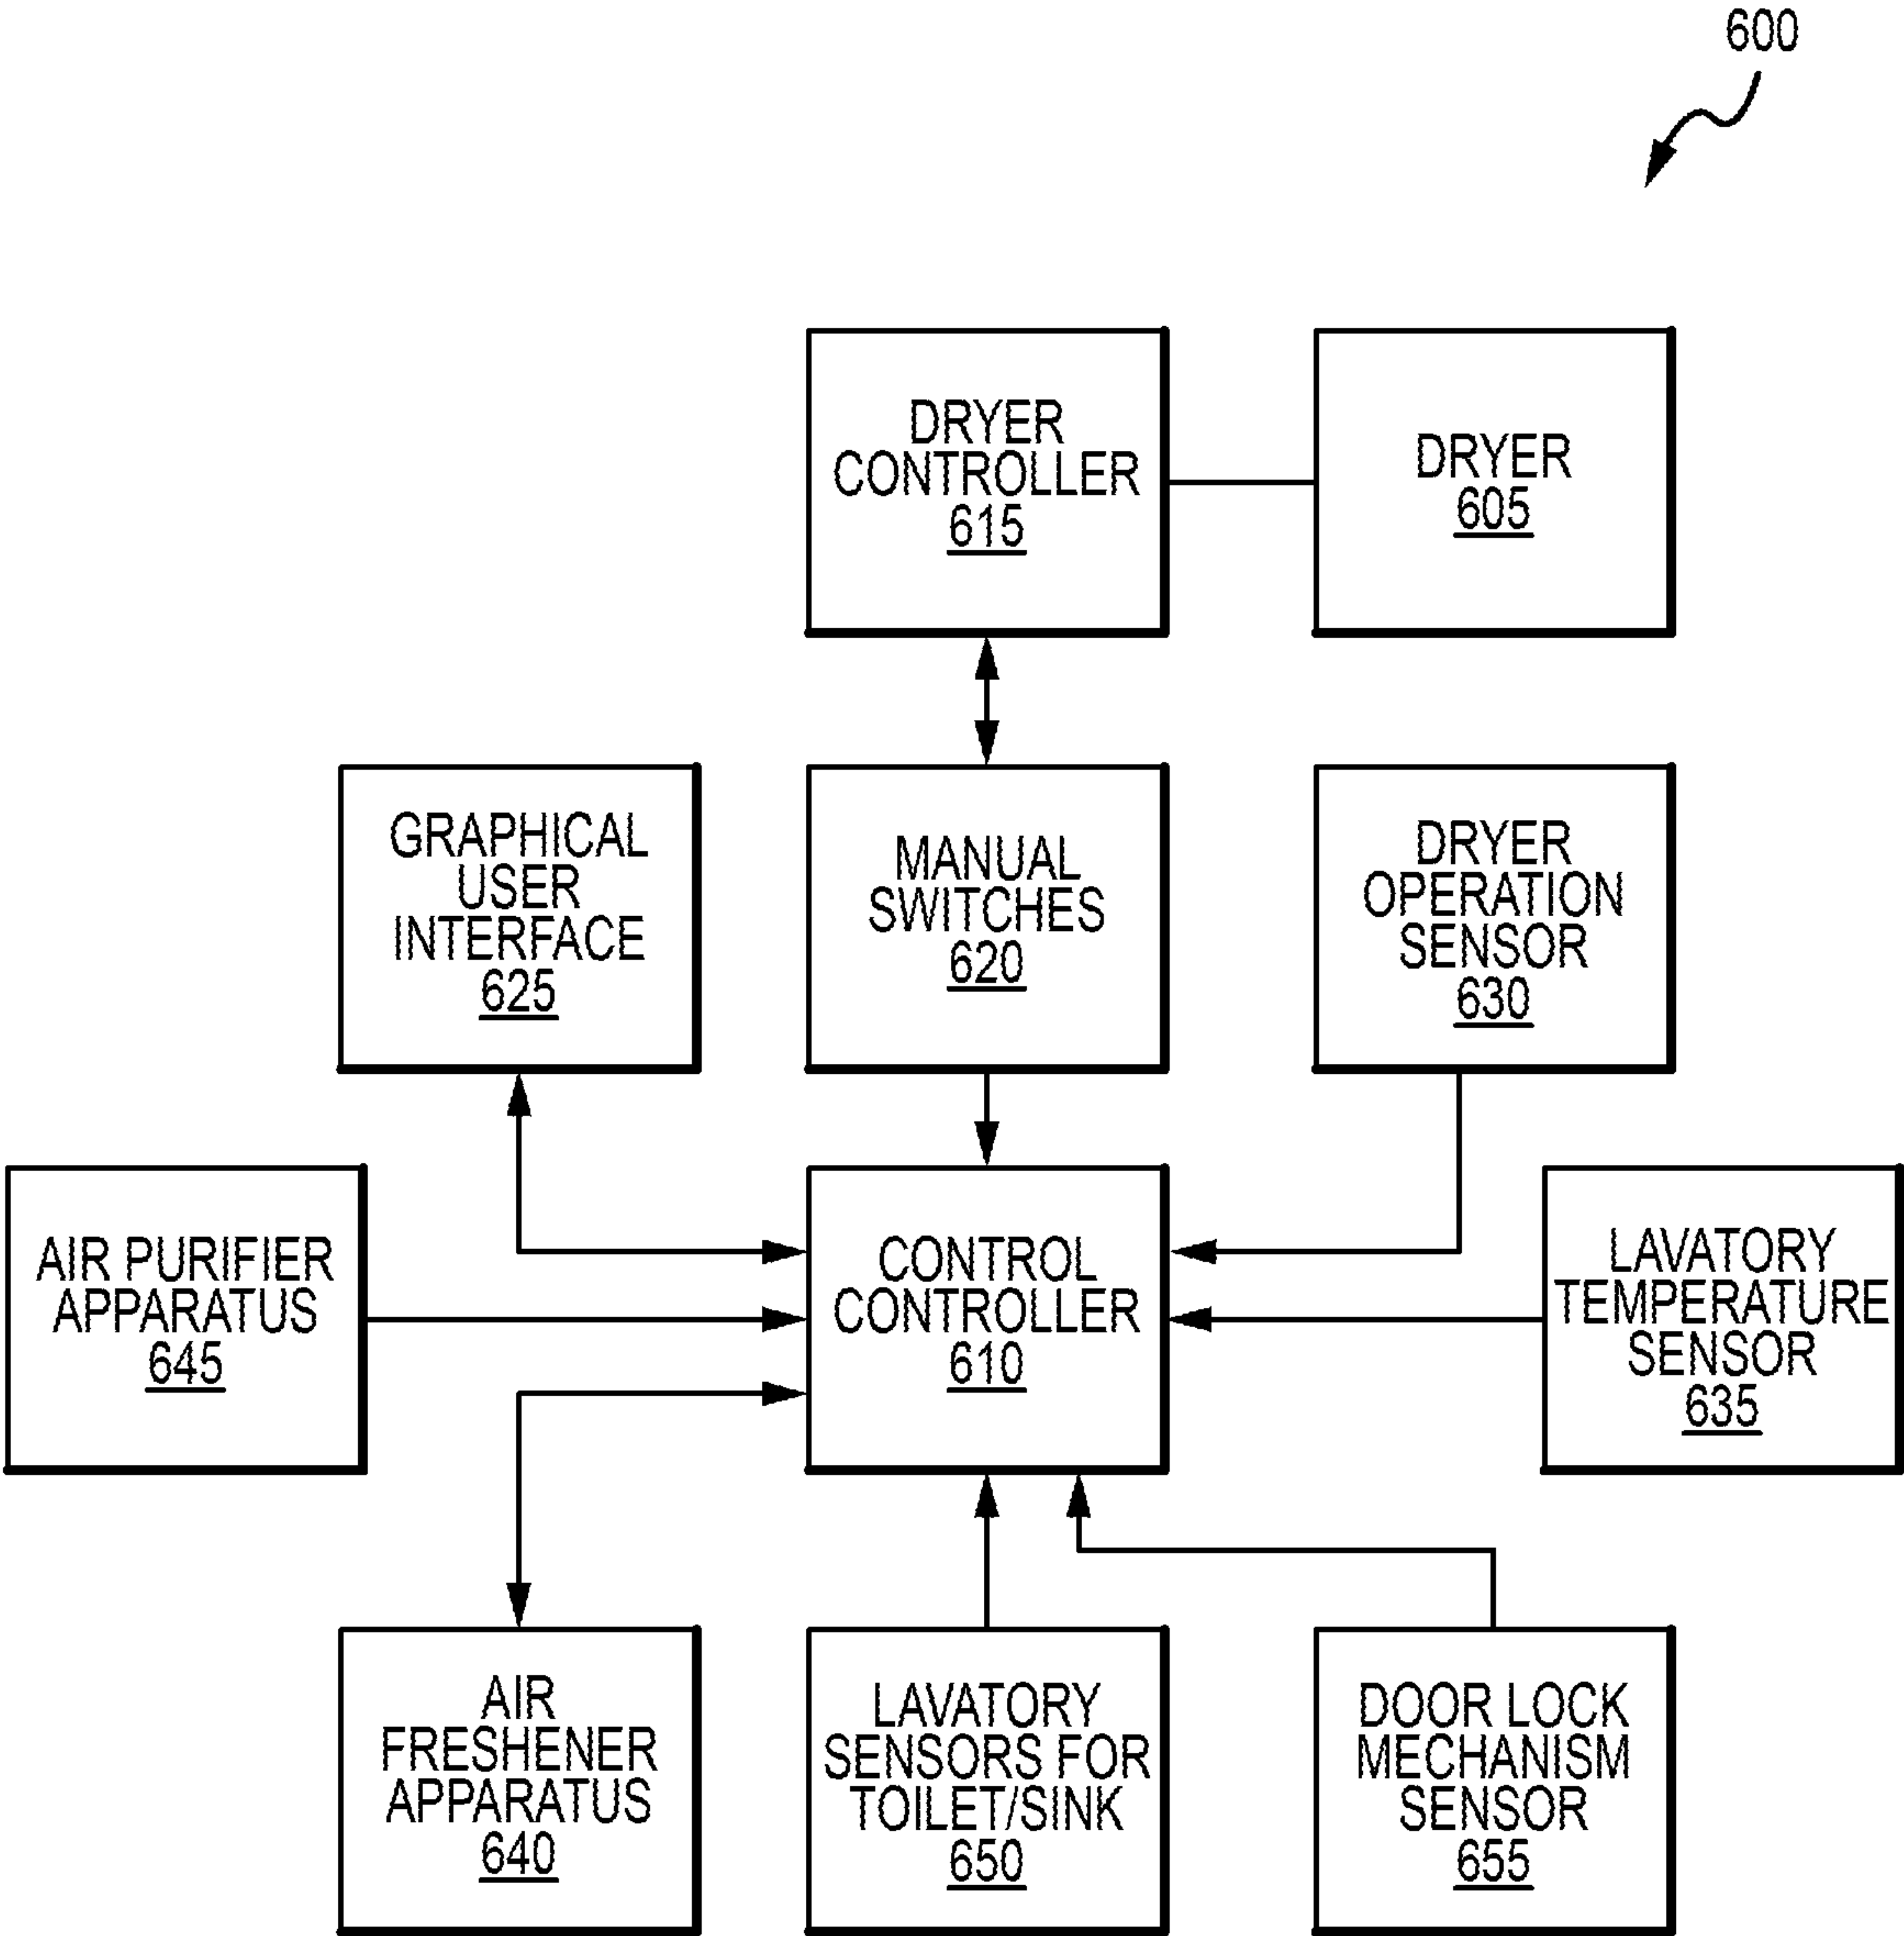 600
DRYER
CONTROLLER
615
DRYER
605
GRAPHICAL
USER
INTERFACE
625
MANUAL
SWITCHES
620
DRYER
OPERATION
SENSOR
630
AIR PURIFIER
APPARATUS
645
CONTROL
CONTROLLER
610
LAVATORY
TEMPERATURE
SENSOR
635
AIR
FRESHENER
APPARATUS
640
LAVATORY
SENSORS FOR
TOILET/SINK
650
DOOR LOCK
MECHANISM
SENSOR
655